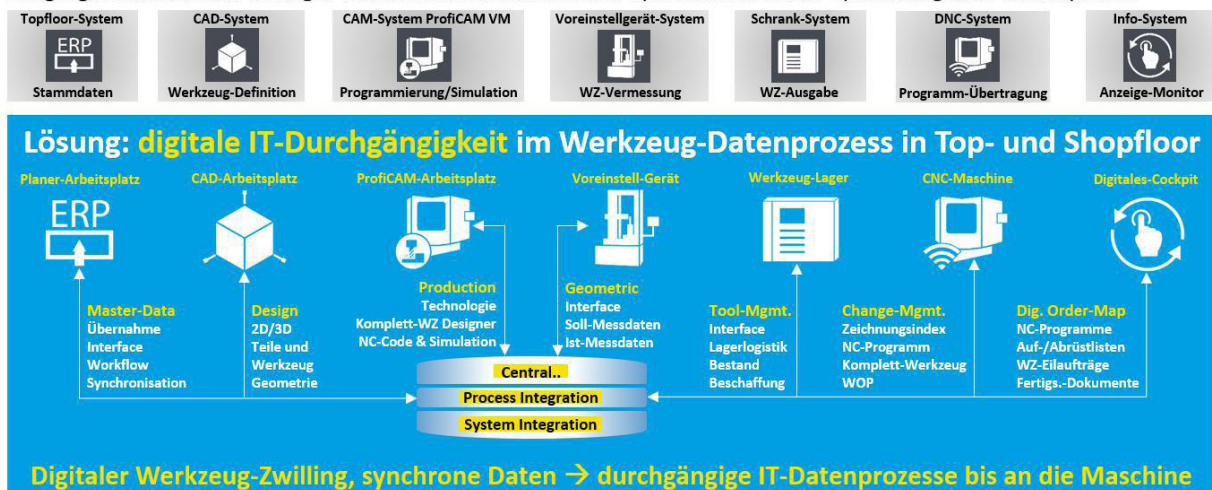 Topfloor-System
ERP
Stammdaten
CAD-System
Werkzeug-Definition
CAM-System ProfiCAM VM
Programmierung/Simulation
Voreinstellgerät-System
WZ-Vermessung
Schrank-System
WZ-Ausgabe
DNC-System
Programm-Übertragung
Info-System
Anzeige-Monitor
Lösung: digitale IT-Durchgängigkeit im Werkzeug-Datenprozess in Top- und Shopfloor
Planer-Arbeitsplatz
ERP
Master-Data
Übernahme
Interface
Workflow
Synchronisation
CAD-Arbeitsplatz
Design
2D/3D
Teile und
Werkzeug
Geometrie
ProfiCAM-Arbeitsplatz
Production
Technologie
Komplett-WZ Designer
NC-Code & Simulation
Voreinstell-Gerät
Geometric
Interface
Soll-Messdaten
Ist-Messdaten
Werkzeug-Lager
Tool-Mgmt.
Interface
Lagerlogistik
Bestand
Beschaffung
CNC-Maschine
Change-Mgmt.
Zeichnungsindex
NC-Programm
Komplett-Werkzeug
WOP
Digitales-Cockpit
Dig. Order-Map
NC-Programme
Auf-/Abrüstlisten
WZ-Eilaufträge
Fertigs.-Dokumente
Central..
Process Integration
System Integration
Digitaler Werkzeug-Zwilling, synchrone Daten → durchgängige IT-Datenprozesse bis an die Maschine